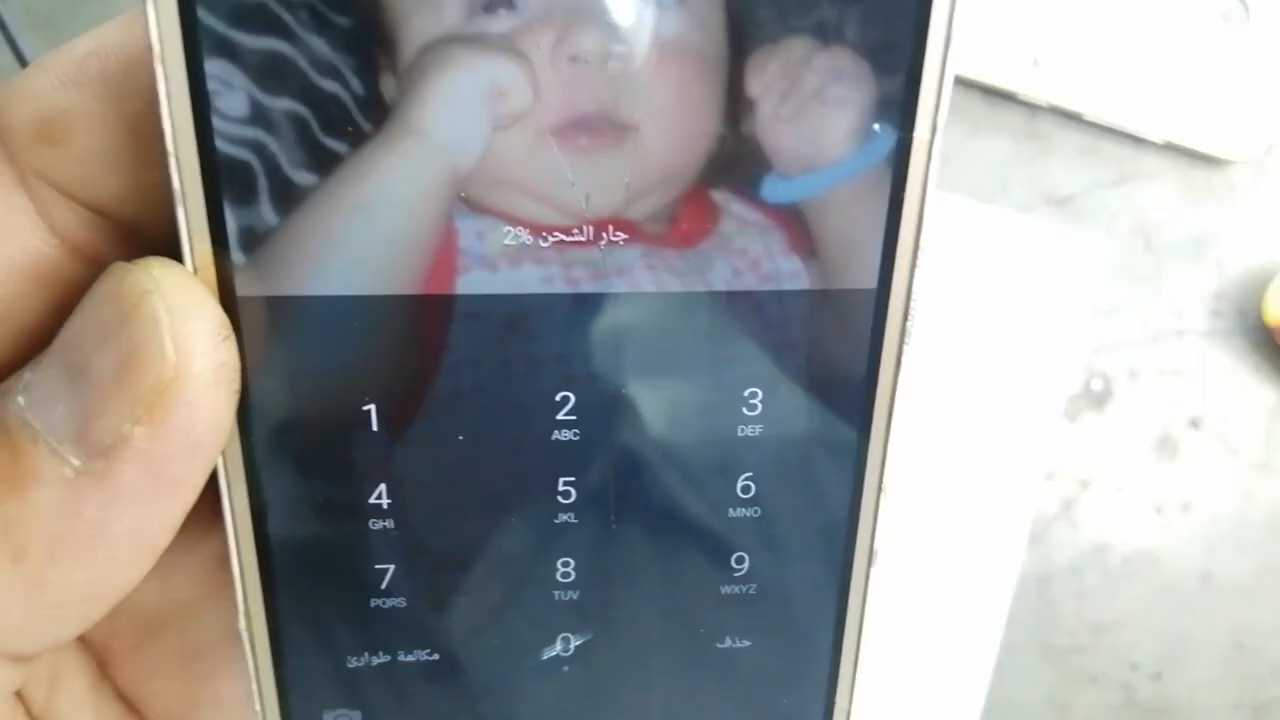 جارٍ الشحن 2%
1 2 3
ABC DEF
4 5 6
GHI JKL MNO
7 8 9
PQRS TUV WXYZ
مكالمة طوارئ 0 حذف